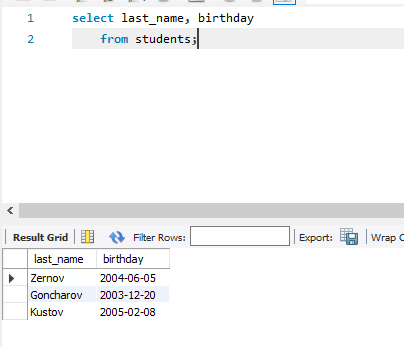 1 select last_name, birthday
2 from students;
Result Grid Filter Rows: Export: Wrap C
last_name birthday
Zernov 2004-06-05
Goncharov 2003-12-20
Kustov 2005-02-08